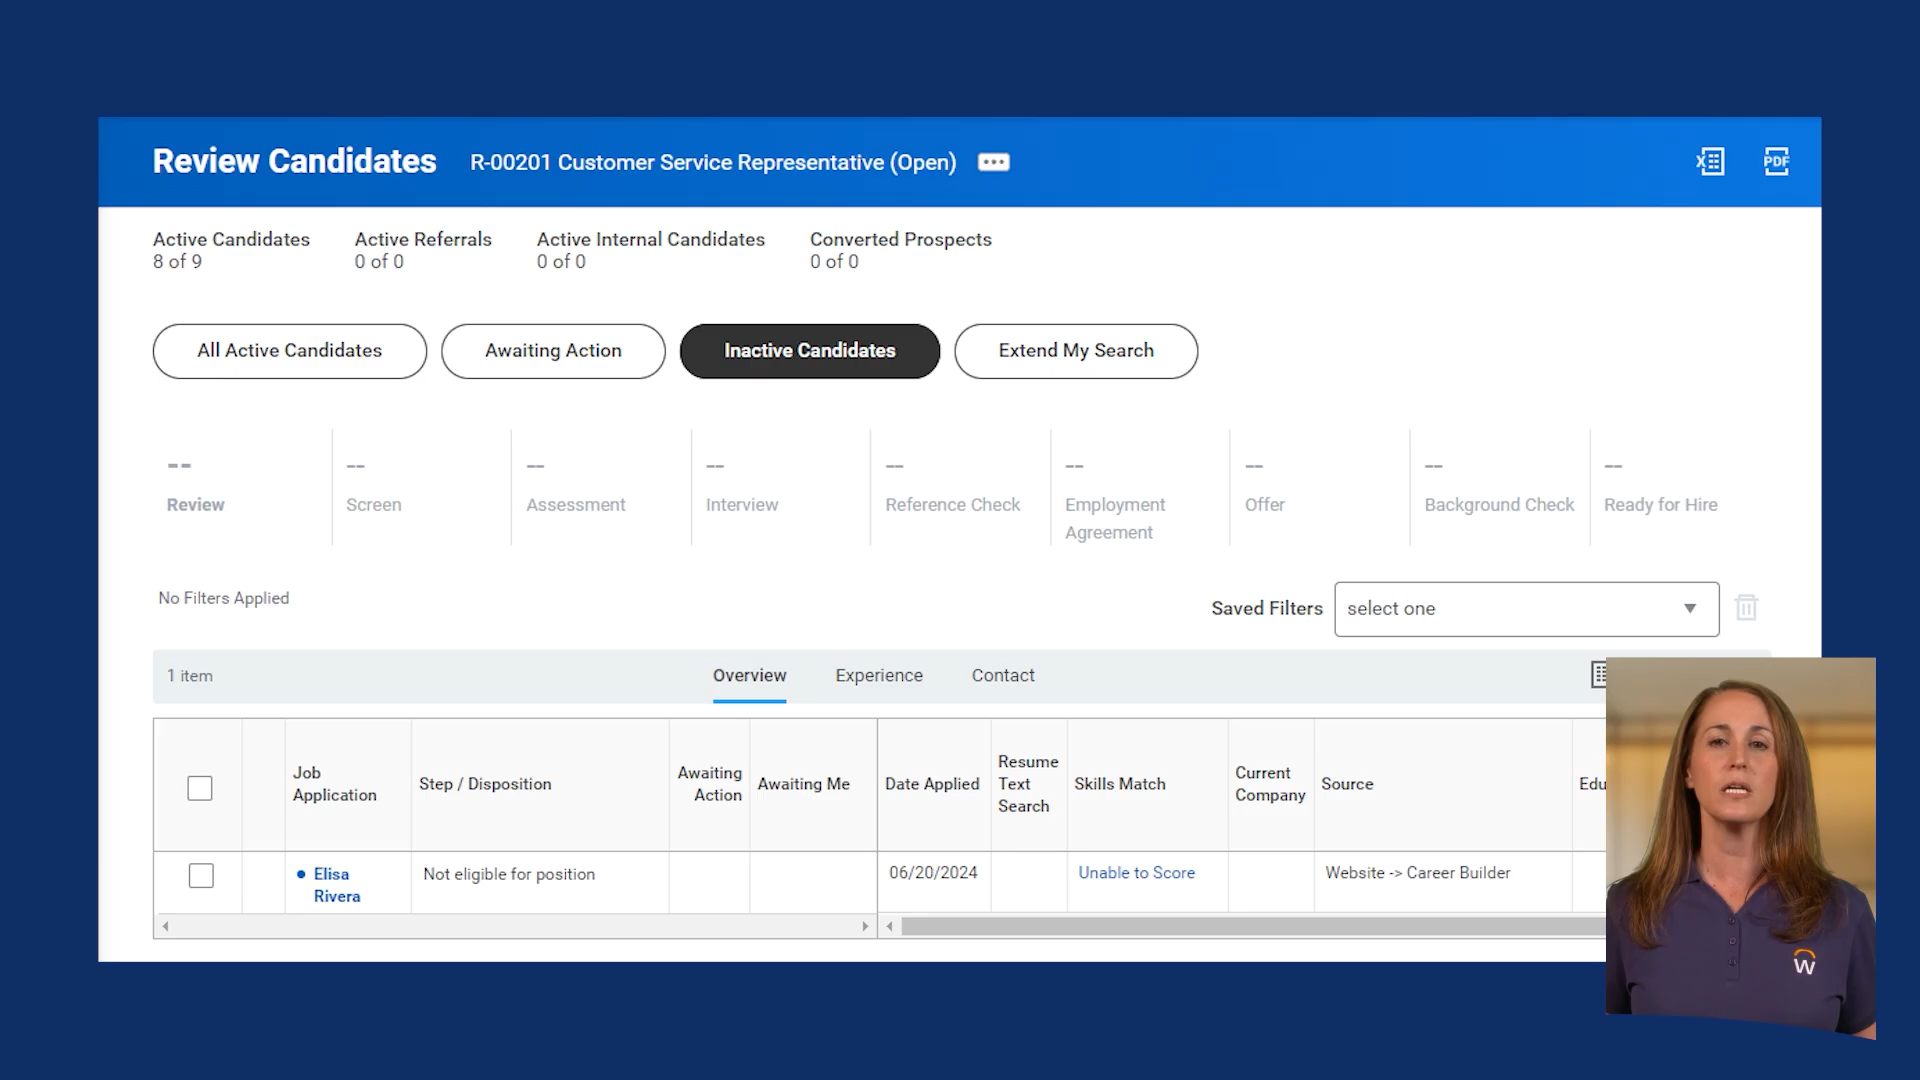 Review Candidates R-00201 Customer Service Representative (Open)
PDF
Active Candidates
8 of 9
Active Referrals
0 of 0
Active Internal Candidates
0 of 0
Converted Prospects
0 of 0
All Active Candidates
Awaiting Action
Inactive Candidates
Extend My Search
--
Review
--
Screen
--
Assessment
--
Interview
--
Reference Check
--
Employment
Agreement
--
Offer
--
Background Check
--
Ready for Hire
No Filters Applied
Saved Filters
select one
1 item
Overview
Experience
Contact
Job
Application
Step / Disposition
Awaiting
Action
Awaiting Me
Date Applied
Resume
Text
Search
Skills Match
Current
Company
Source
Edu
Elisa
Rivera
Not eligible for position
06/20/2024
Unable to Score
Website -> Career Builder
W